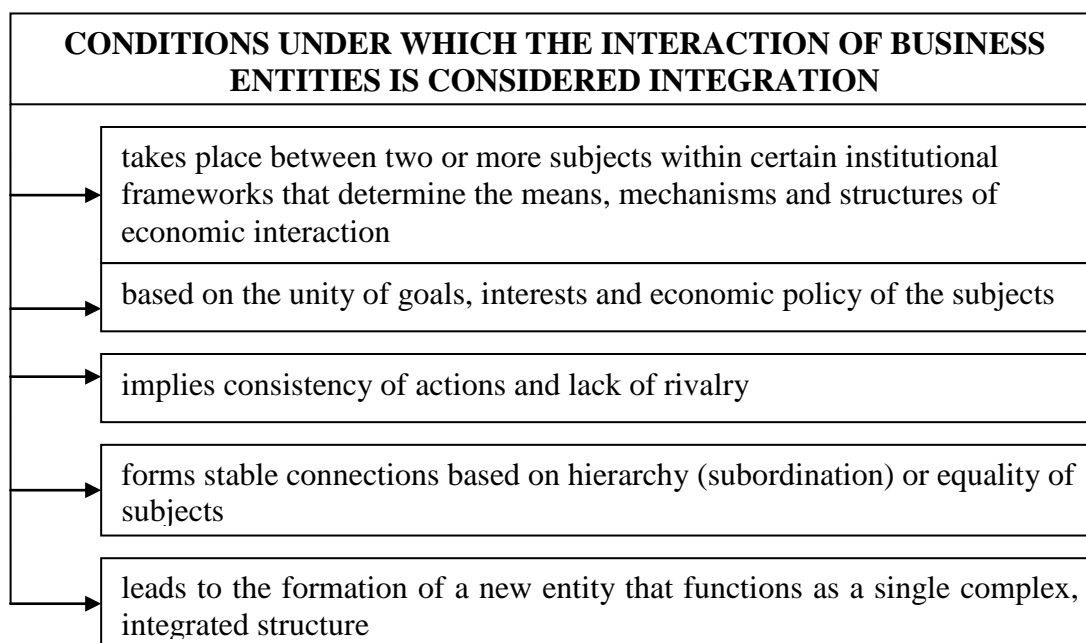 CONDITIONS UNDER WHICH THE INTERACTION OF BUSINESS
ENTITIES IS CONSIDERED INTEGRATION
takes place between two or more subjects within certain institutional
frameworks that determine the means, mechanisms and structures of
economic interaction
based on the unity of goals, interests and economic policy of the subjects
implies consistency of actions and lack of rivalry
forms stable connections based on hierarchy (subordination) or equality of
subjects
leads to the formation of a new entity that functions as a single complex,
integrated structure